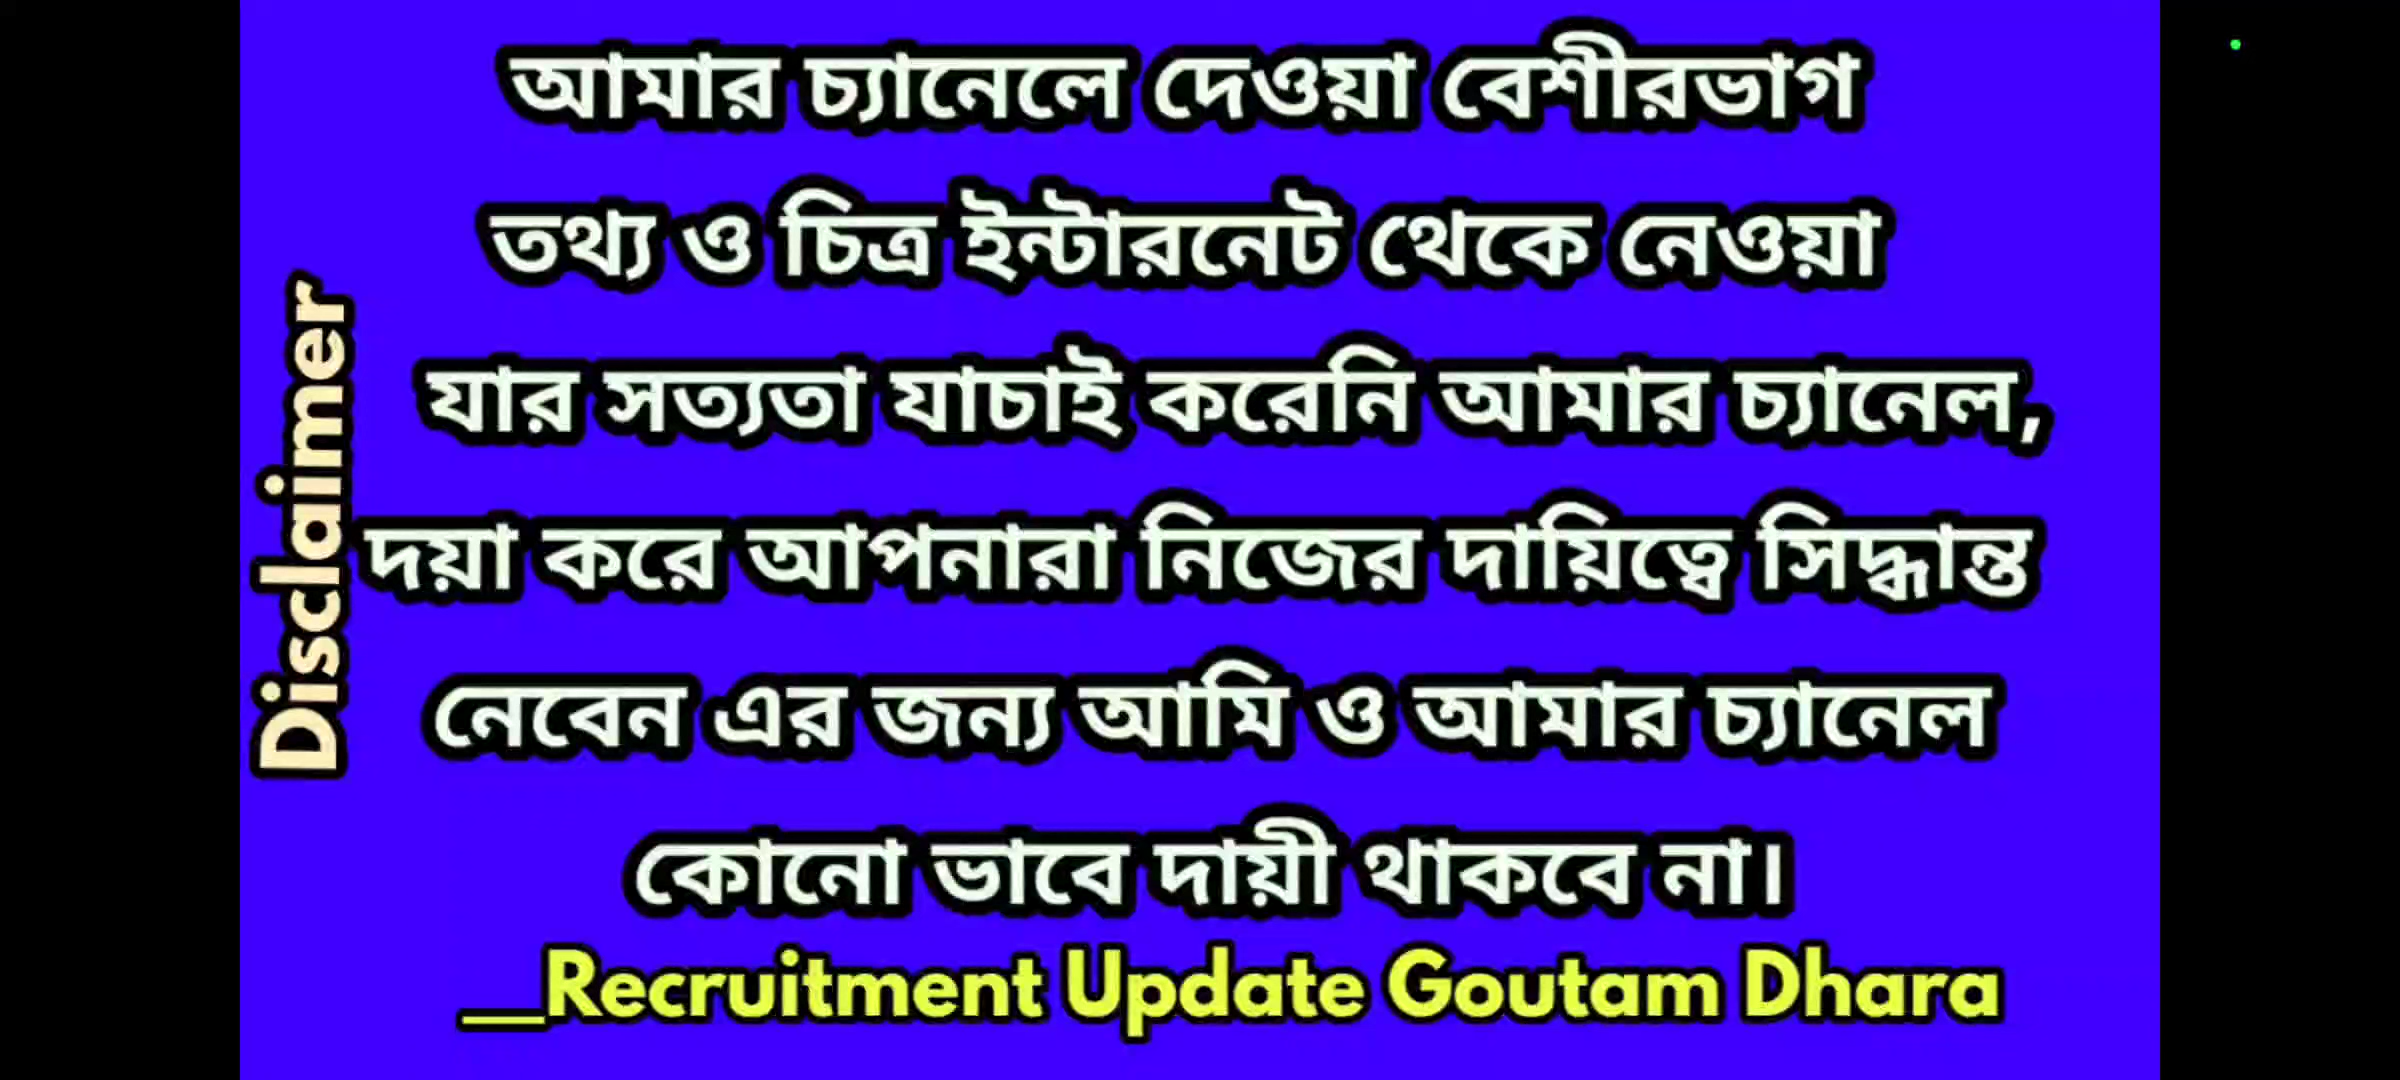 Disclaimer
আমার চ্যানেলে দেওয়া বেশীরভাগ
তথ্য ও চিত্র ইন্টারনেট থেকে নেওয়া
যার সত্যতা যাচাই করেনি আমার চ্যানেল,
দয়া করে আপনারা নিজের দায়িত্বে সিদ্ধান্ত
নেবেন এর জন্য আমি ও আমার চ্যানেল
কোনো ভাবে দায়ী থাকবে না।
__Recruitment Update Goutam Dhara